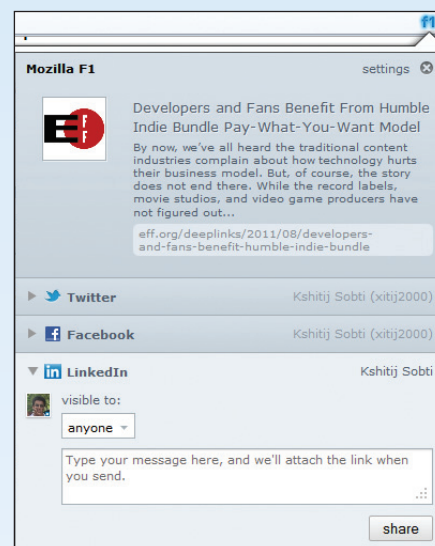 f1
Mozilla F1 settings
EFF
Developers and Fans Benefit From Humble
Indie Bundle Pay-What-You-Want Model
By now, we've all heard the traditional content
industries complain about how technology hurts
their business model. But, of course, the story
does not end there. While the record labels,
movie studios, and video game producers have
not figured out...
eff.org/deeplinks/2011/08/developers-
and-fans-benefit-humble-indie-bundle
Twitter Kshitij Sobti (xitij2000)
f Facebook Kshitij Sobti (xitij2000)
in LinkedIn Kshitij Sobti
visible to:
anyone
Type your message here, and we'll attach the link when
you send.
share